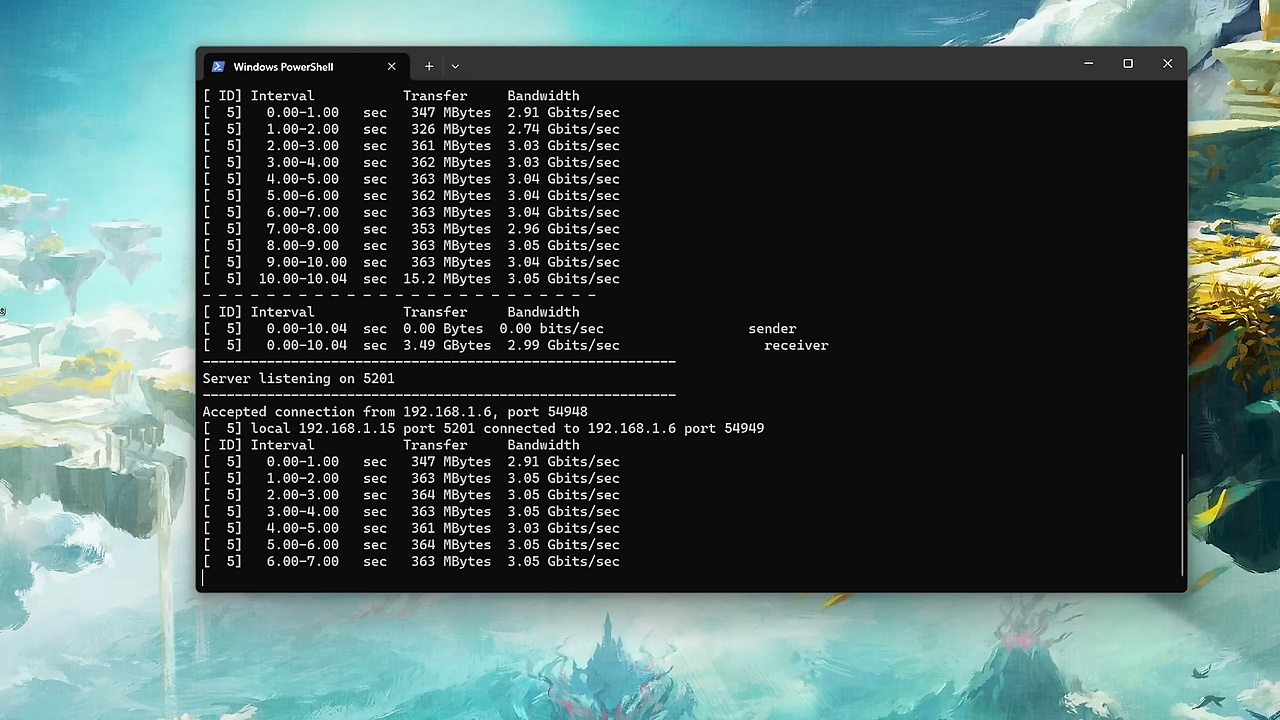 Windows PowerShell
[ ID] Interval           Transfer     Bandwidth
[  5]   0.00-1.00   sec   347 MBytes  2.91 Gbits/sec
[  5]   1.00-2.00   sec   326 MBytes  2.74 Gbits/sec
[  5]   2.00-3.00   sec   361 MBytes  3.03 Gbits/sec
[  5]   3.00-4.00   sec   362 MBytes  3.03 Gbits/sec
[  5]   4.00-5.00   sec   363 MBytes  3.04 Gbits/sec
[  5]   5.00-6.00   sec   362 MBytes  3.04 Gbits/sec
[  5]   6.00-7.00   sec   363 MBytes  3.04 Gbits/sec
[  5]   7.00-8.00   sec   353 MBytes  2.96 Gbits/sec
[  5]   8.00-9.00   sec   363 MBytes  3.05 Gbits/sec
[  5]   9.00-10.00  sec   363 MBytes  3.04 Gbits/sec
[  5]  10.00-10.04  sec  15.2 MBytes  3.05 Gbits/sec
- - - - - - - - - - - - - - - - - - - - - - - - -
[ ID] Interval           Transfer     Bandwidth
[  5]   0.00-10.04  sec  0.00 Bytes  0.00 bits/sec                  sender
[  5]   0.00-10.04  sec  3.49 GBytes  2.99 Gbits/sec                  receiver
-----------------------------------------------------------
Server listening on 5201
-----------------------------------------------------------
Accepted connection from 192.168.1.6, port 54948
[  5] local 192.168.1.15 port 5201 connected to 192.168.1.6 port 54949
[ ID] Interval           Transfer     Bandwidth
[  5]   0.00-1.00   sec   347 MBytes  2.91 Gbits/sec
[  5]   1.00-2.00   sec   363 MBytes  3.05 Gbits/sec
[  5]   2.00-3.00   sec   364 MBytes  3.05 Gbits/sec
[  5]   3.00-4.00   sec   363 MBytes  3.05 Gbits/sec
[  5]   4.00-5.00   sec   361 MBytes  3.03 Gbits/sec
[  5]   5.00-6.00   sec   364 MBytes  3.05 Gbits/sec
[  5]   6.00-7.00   sec   363 MBytes  3.05 Gbits/sec